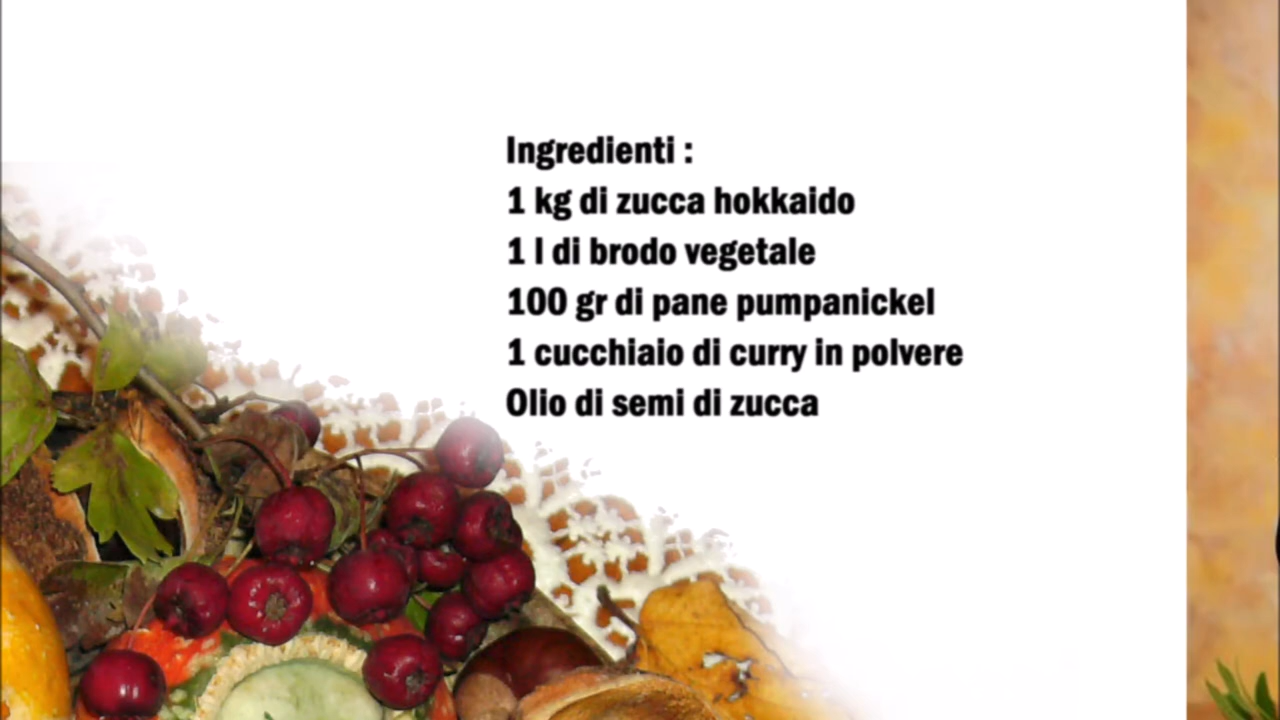 Ingredienti :
1 kg di zucca hokkaido
1 l di brodo vegetale
100 gr di pane pumpanickel
1 cucchiaio di curry in polvere
Olio di semi di zucca